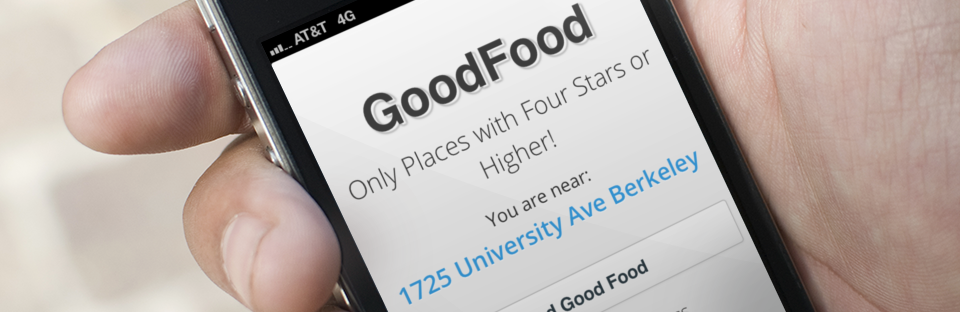 AT&T 4G
GoodFood
Only Places with Four Stars or
Higher!
You are near:
1725 University Ave Berkeley
Good Food